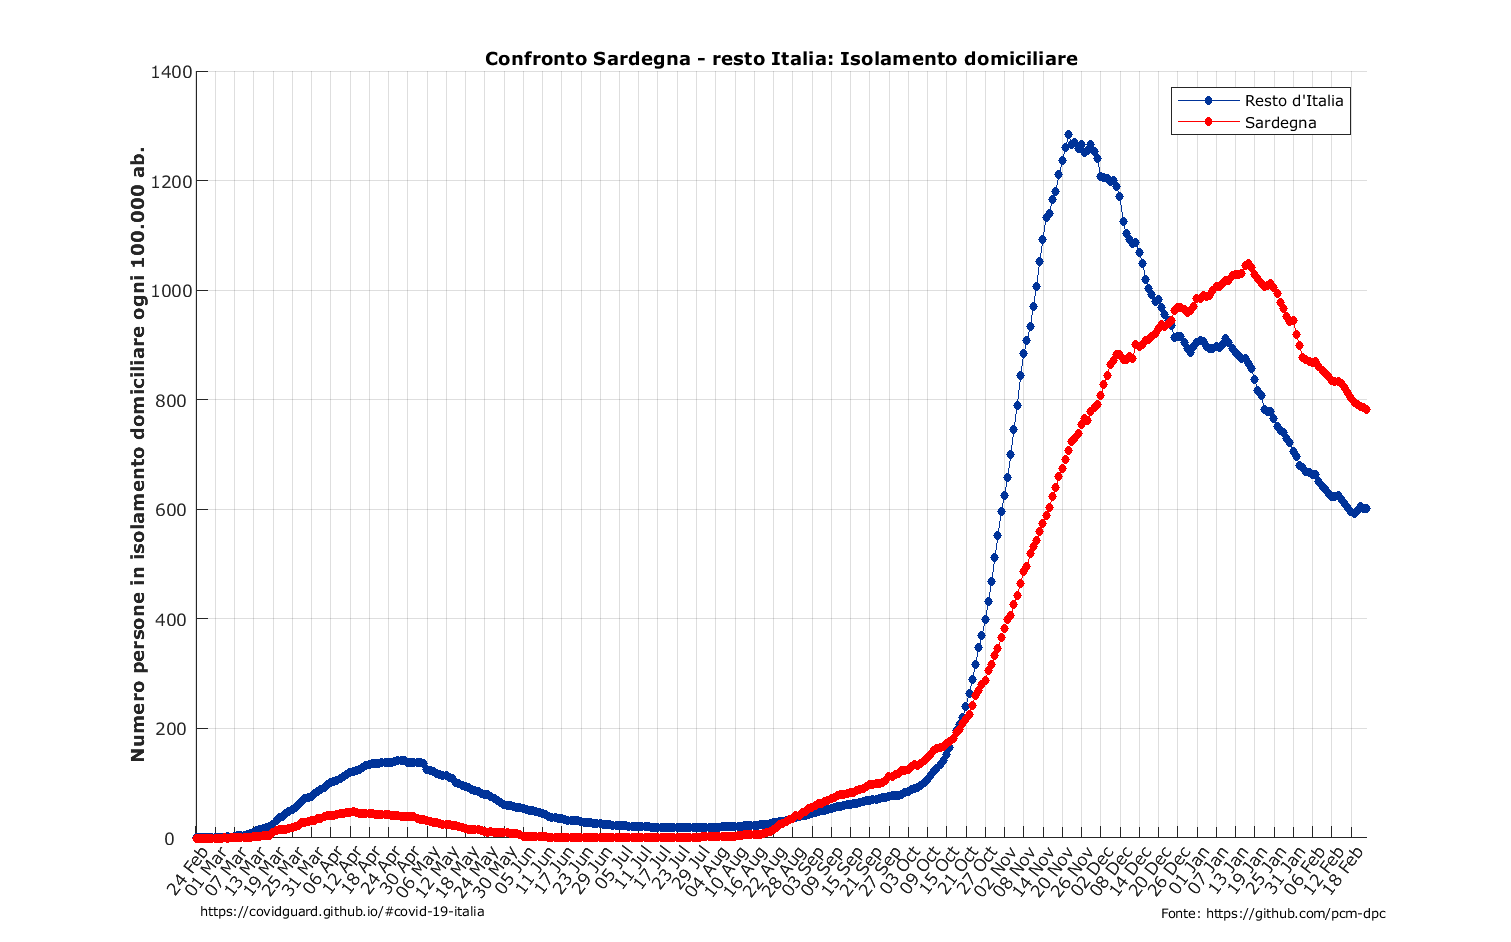 Confronto Sardegna - resto Italia: Isolamento domiciliare
Resto d'Italia
Sardegna
Numero persone in isolamento domiciliare ogni 100.000 ab.
1400
1200
1000
800
600
400
200
0
24 Feb
01 Mar
07 Mar
13 Mar
19 Mar
25 Mar
31 Mar
06 Apr
12 Apr
18 Apr
24 Apr
30 Apr
06 May
12 May
18 May
24 May
30 May
05 Jun
11 Jun
17 Jun
23 Jun
29 Jun
05 Jul
11 Jul
17 Jul
23 Jul
29 Jul
04 Aug
10 Aug
16 Aug
22 Aug
28 Aug
03 Sep
09 Sep
15 Sep
21 Sep
27 Sep
03 Oct
09 Oct
15 Oct
21 Oct
27 Oct
02 Nov
08 Nov
14 Nov
20 Nov
26 Nov
02 Dec
08 Dec
14 Dec
20 Dec
26 Dec
01 Jan
07 Jan
13 Jan
19 Jan
25 Jan
31 Jan
06 Feb
12 Feb
18 Feb
https://covidguard.github.io/#covid-19-italia
Fonte: https://github.com/pcm-dpc